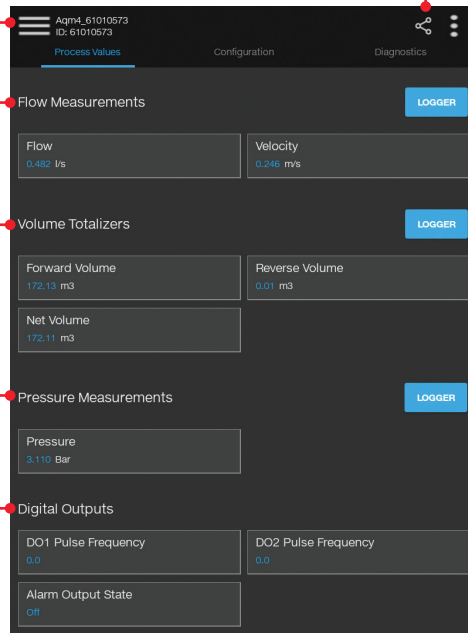 Aqm4_61010573
ID: 61010573
Process Values Configuration Diagnostics
Flow Measurements LOGGER
Flow Velocity
0.482 l/s 0.246 m/s
Volume Totalizers LOGGER
Forward Volume Reverse Volume
172.13 m3 0.01 m3
Net Volume
172.11 m3
Pressure Measurements LOGGER
Pressure
3.110 Bar
Digital Outputs
DO1 Pulse Frequency DO2 Pulse Frequency
0.0 0.0
Alarm Output State
Off